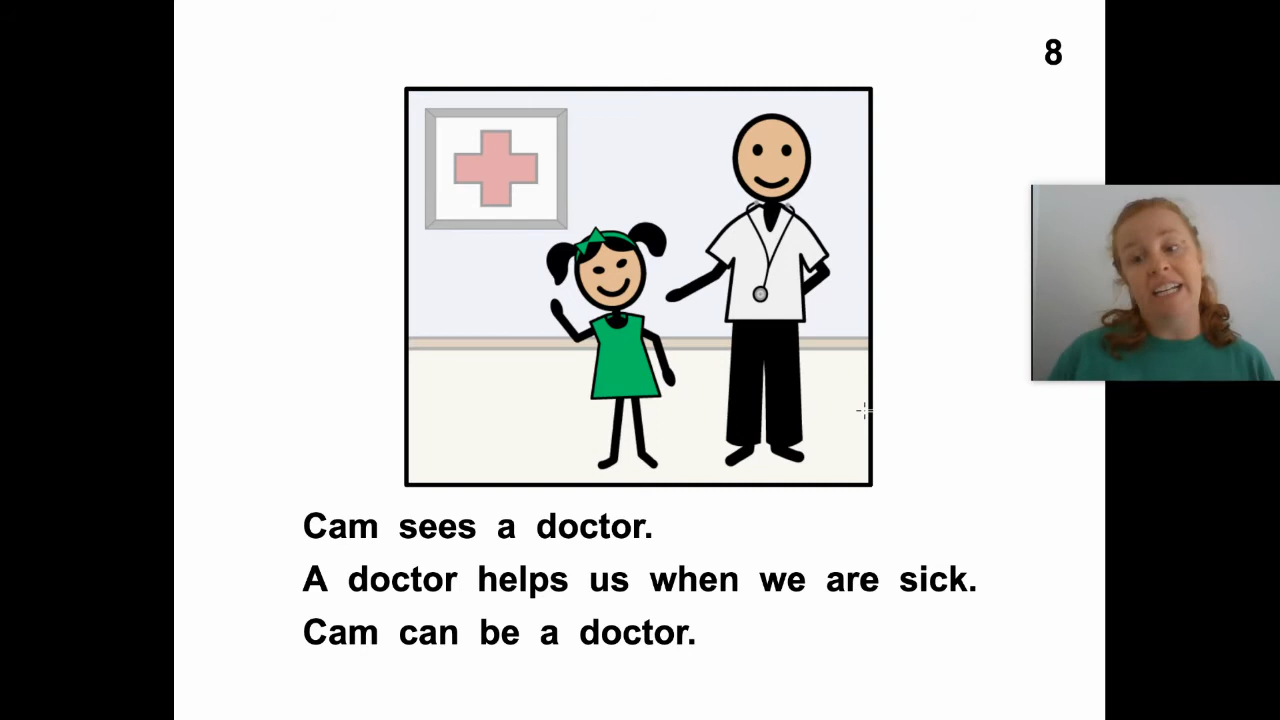 8
Cam sees a doctor.
A doctor helps us when we are sick.
Cam can be a doctor.